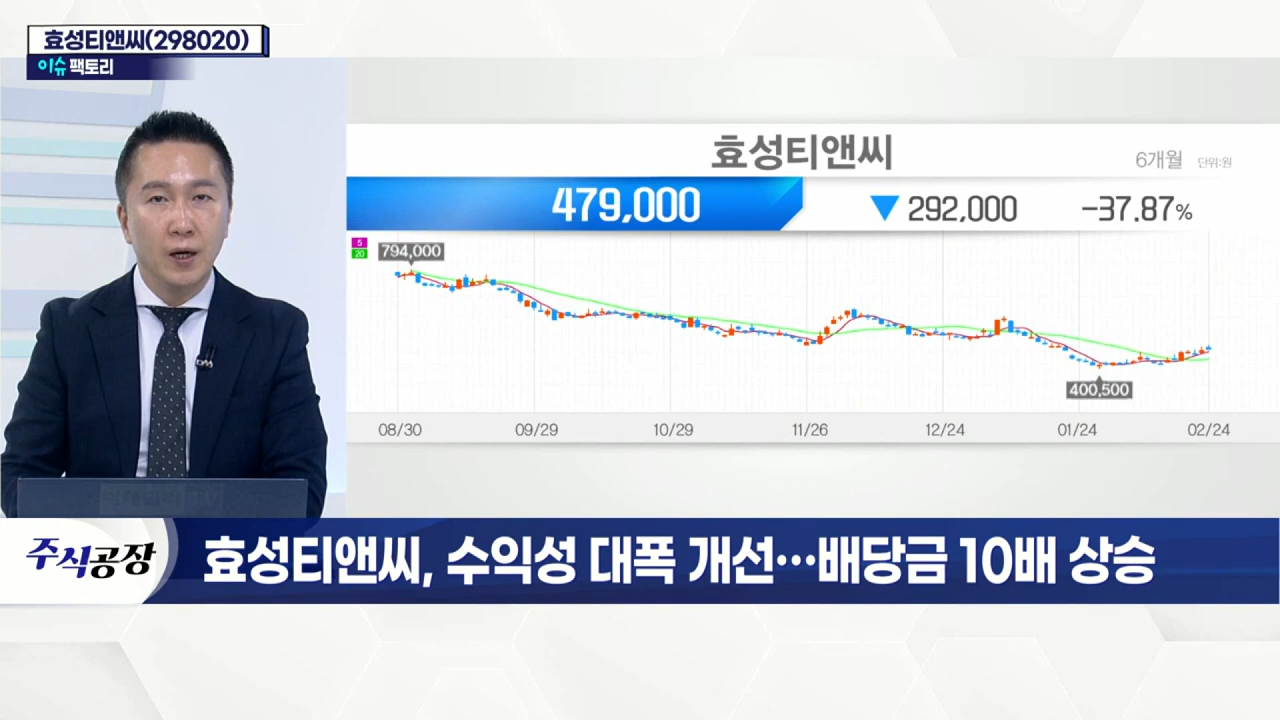 효성티앤씨(298020)
이슈 팩토리
효성티앤씨
6개월 단위:원
479,000 ▼ 292,000 -37.87%
5
20
794,000
400,500
08/30 09/29 10/29 11/26 12/24 01/24 02/24
주식공장
효성티앤씨, 수익성 대폭 개선…배당금 10배 상승